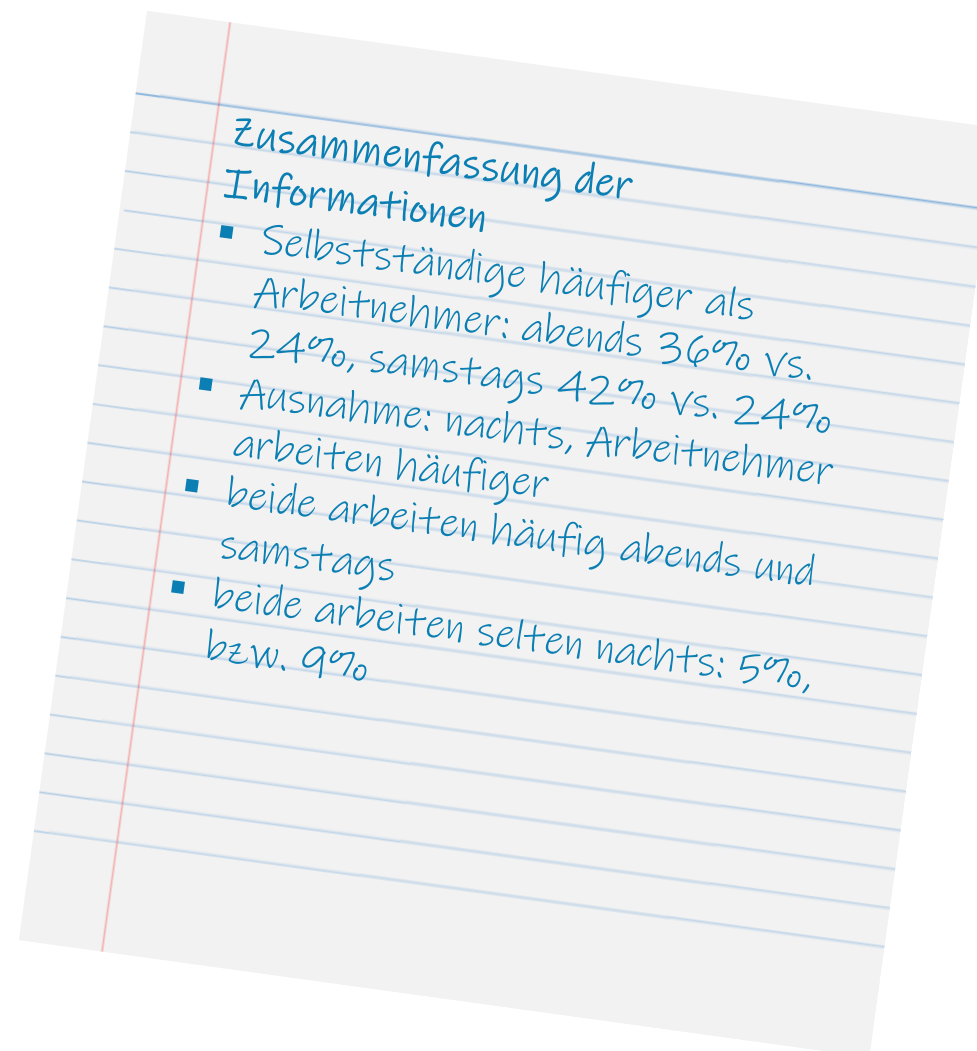 Zusammenfassung der
Informationen
▪ Selbstständige häufiger als
Arbeitnehmer: abends 36% vs.
24%, samstags 42% vs. 24%
▪ Ausnahme: nachts, Arbeitnehmer
arbeiten häufiger
▪ beide arbeiten häufig abends und
samstags
▪ beide arbeiten selten nachts: 5%,
bzw. 9%